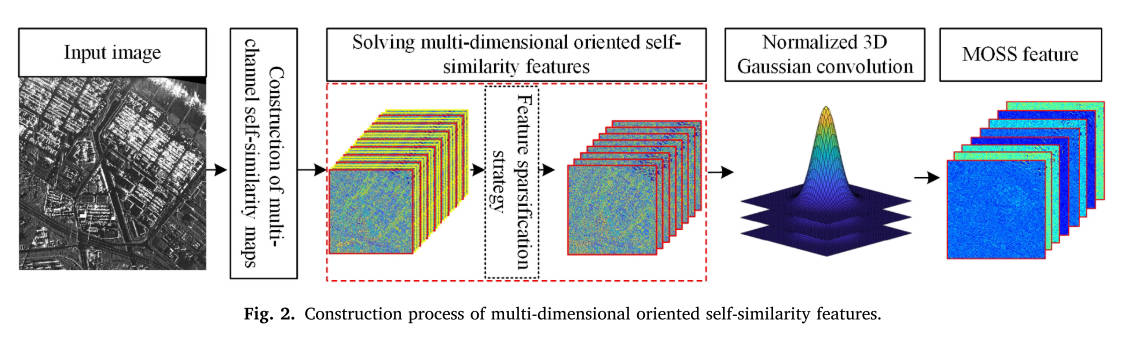 Input image
Construction of multi-
channel self-similarity maps
Solving multi-dimensional oriented self-
similarity features
Feature sparsification
strategy
Normalized 3D
Gaussian convolution
MOSS feature
Fig. 2. Construction process of multi-dimensional oriented self-similarity features.